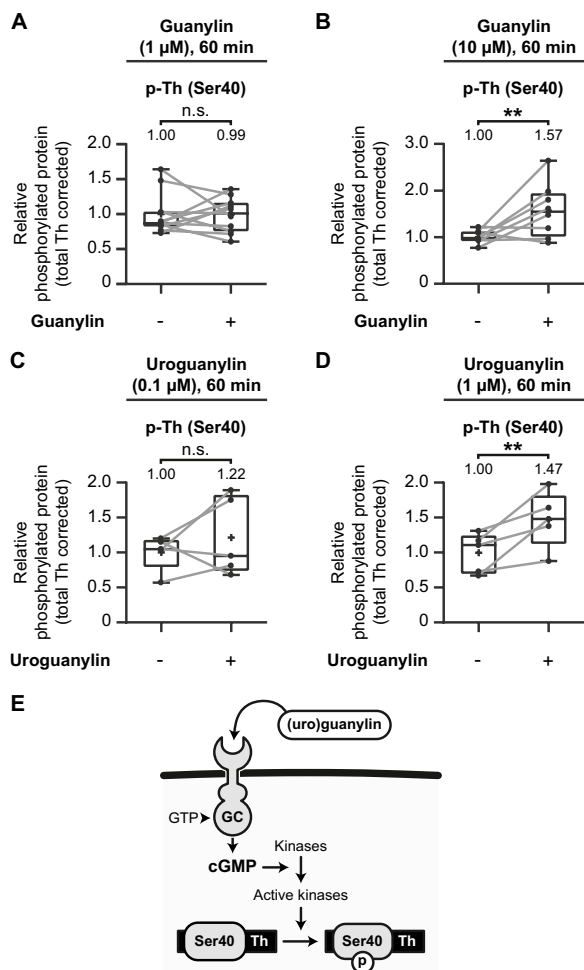 A
Guanylin
(1 µM), 60 min
p-Th (Ser40)
n.s.
1.00 0.99
Relative
phosphorylated protein
(total Th corrected)
2.0
1.5
1.0
0.5
0
Guanylin - +
B
Guanylin
(10 µM), 60 min
p-Th (Ser40)
**
1.00 1.57
Relative
phosphorylated protein
(total Th corrected)
3.0
2.0
1.0
0
Guanylin - +
C
Uroguanylin
(0.1 µM), 60 min
p-Th (Ser40)
n.s.
1.00 1.22
Relative
phosphorylated protein
(total Th corrected)
2.0
1.5
1.0
0.5
0
Uroguanylin - +
D
Uroguanylin
(1 µM), 60 min
p-Th (Ser40)
**
1.00 1.47
Relative
phosphorylated protein
(total Th corrected)
2.0
1.5
1.0
0.5
0
Uroguanylin - +
E
(uro)guanylin
GTP GC
Kinases
cGMP
Active kinases
Ser40 Th Ser40 Th
p